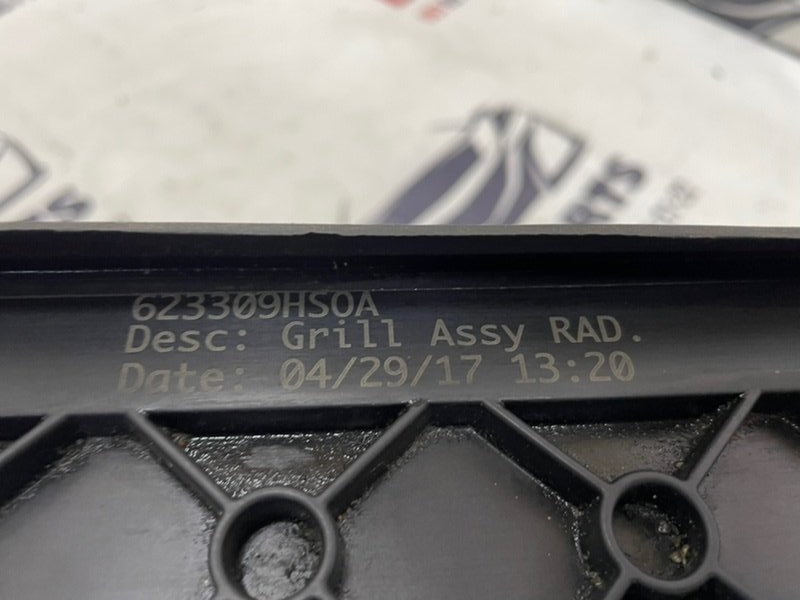 623309HS0A
Desc: Grill Assy RAD.
Date: 04/29/17 13:20